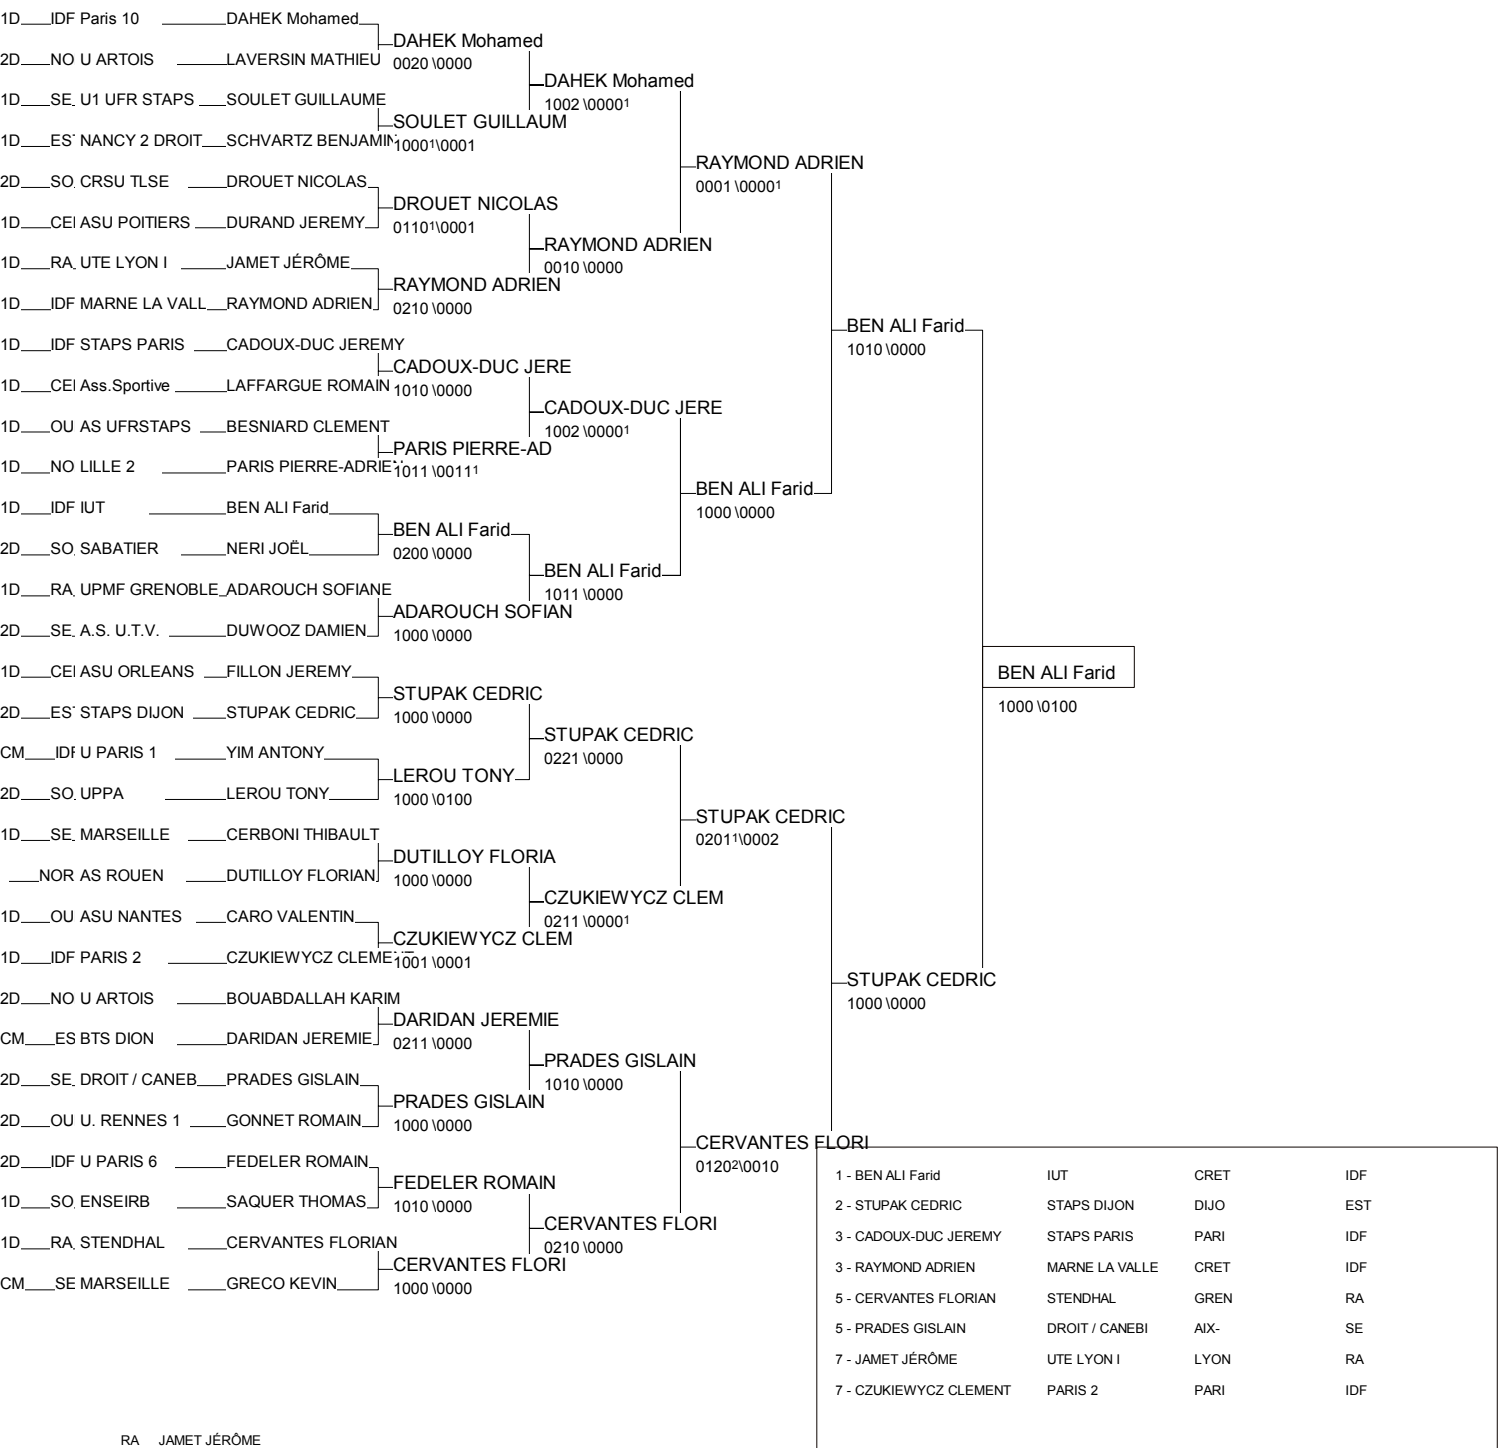 1D IDF Paris 10 DAHEK Mohamed
DAHEK Mohamed
2D NO U ARTOIS LAVERSIN MATHIEU 0020 \0000
DAHEK Mohamed
1D SE U1 UFR STAPS SOULET GUILLAUME 1002 \0000¹
SOULET GUILLAUM
1D ES NANCY 2 DROIT SCHVARTZ BENJAMIN 1000¹\0001
RAYMOND ADRIEN
2D SO CRSU TLSE DROUET NICOLAS 0001 \0000¹
DROUET NICOLAS
1D CEI ASU POITIERS DURAND JEREMY 0110¹\0001
RAYMOND ADRIEN
1D RA UTE LYON I JAMET JÉRÔME 0010 \0000
RAYMOND ADRIEN
1D IDF MARNE LA VALL RAYMOND ADRIEN 0210 \0000
BEN ALI Farid
1D IDF STAPS PARIS CADOUX-DUC JEREMY 1010 \0000
CADOUX-DUC JERE
1D CEI Ass.Sportive LAFFARGUE ROMAIN 1010 \0000
CADOUX-DUC JERE
1D OU AS UFRSTAPS BESNIARD CLEMENT 1002 \0000¹
PARIS PIERRE-AD
1D NO LILLE 2 PARIS PIERRE-ADRIEN 1011 \0011¹
BEN ALI Farid
1D IDF IUT BEN ALI Farid 1000 \0000
BEN ALI Farid
2D SO SABATIER NERI JOËL 0200 \0000
BEN ALI Farid
1D RA UPMF GRENOBLE ADAROUCH SOFIANE 1011 \0000
ADAROUCH SOFIAN
2D SE A.S. U.T.V. DUWOOZ DAMIEN 1000 \0000
1D CEI ASU ORLEANS FILLON JEREMY BEN ALI Farid
STUPAK CEDRIC
2D ES STAPS DIJON STUPAK CEDRIC 1000 \0000 1000 \0100
STUPAK CEDRIC
CM IDF U PARIS 1 YIM ANTONY 0221 \0000
LEROU TONY
2D SO UPPA LEROU TONY 1000 \0100
STUPAK CEDRIC
1D SE MARSEILLE CERBONI THIBAULT 0201¹\0002
DUTILLOY FLORIA
NOR AS ROUEN DUTILLOY FLORIAN 1000 \0000
CZUKIEWYCZ CLEM
1D OU ASU NANTES CARO VALENTIN 0211 \0000¹
CZUKIEWYCZ CLEM
1D IDF PARIS 2 CZUKIEWYCZ CLEMENT 1001 \0001
STUPAK CEDRIC
2D NO U ARTOIS BOUABDALLAH KARIM 1000 \0000
DARIDAN JEREMIE
CM ES BTS DION DARIDAN JEREMIE 0211 \0000
PRADES GISLAIN
2D SE DROIT / CANEB PRADES GISLAIN 1010 \0000
PRADES GISLAIN
2D OU U. RENNES 1 GONNET ROMAIN 1000 \0000
CERVANTES FLORI
2D IDF U PARIS 6 FEDELER ROMAIN 0120²\0010
FEDELER ROMAIN
1D SO ENSEIRB SAQUER THOMAS 1010 \0000
CERVANTES FLORI
1D RA STENDHAL CERVANTES FLORIAN 0210 \0000
CERVANTES FLORI
CM SE MARSEILLE GRECO KEVIN 1000 \0000
1 - BEN ALI Farid IUT CRET IDF
2 - STUPAK CEDRIC STAPS DIJON DIJO EST
3 - CADOUX-DUC JEREMY STAPS PARIS PARI IDF
3 - RAYMOND ADRIEN MARNE LA VALLE CRET IDF
5 - CERVANTES FLORIAN STENDHAL GREN RA
5 - PRADES GISLAIN DROIT / CANEBI AIX- SE
7 - JAMET JÉRÔME UTE LYON I LYON RA
7 - CZUKIEWYCZ CLEMENT PARIS 2 PARI IDF
RA JAMET JÉRÔME